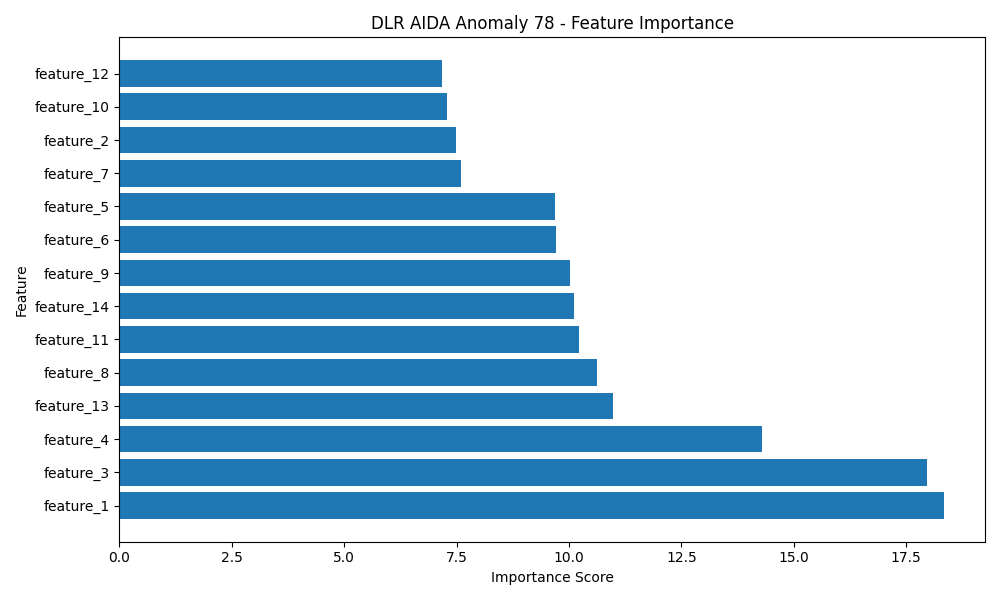 DLR AIDA Anomaly 78 - Feature Importance
feature_12
feature_10
feature_2
feature_7
feature_5
feature_6
feature_9
feature_14
feature_11
feature_8
feature_13
feature_4
feature_3
feature_1
Feature
0.0 2.5 5.0 7.5 10.0 12.5 15.0 17.5
Importance Score